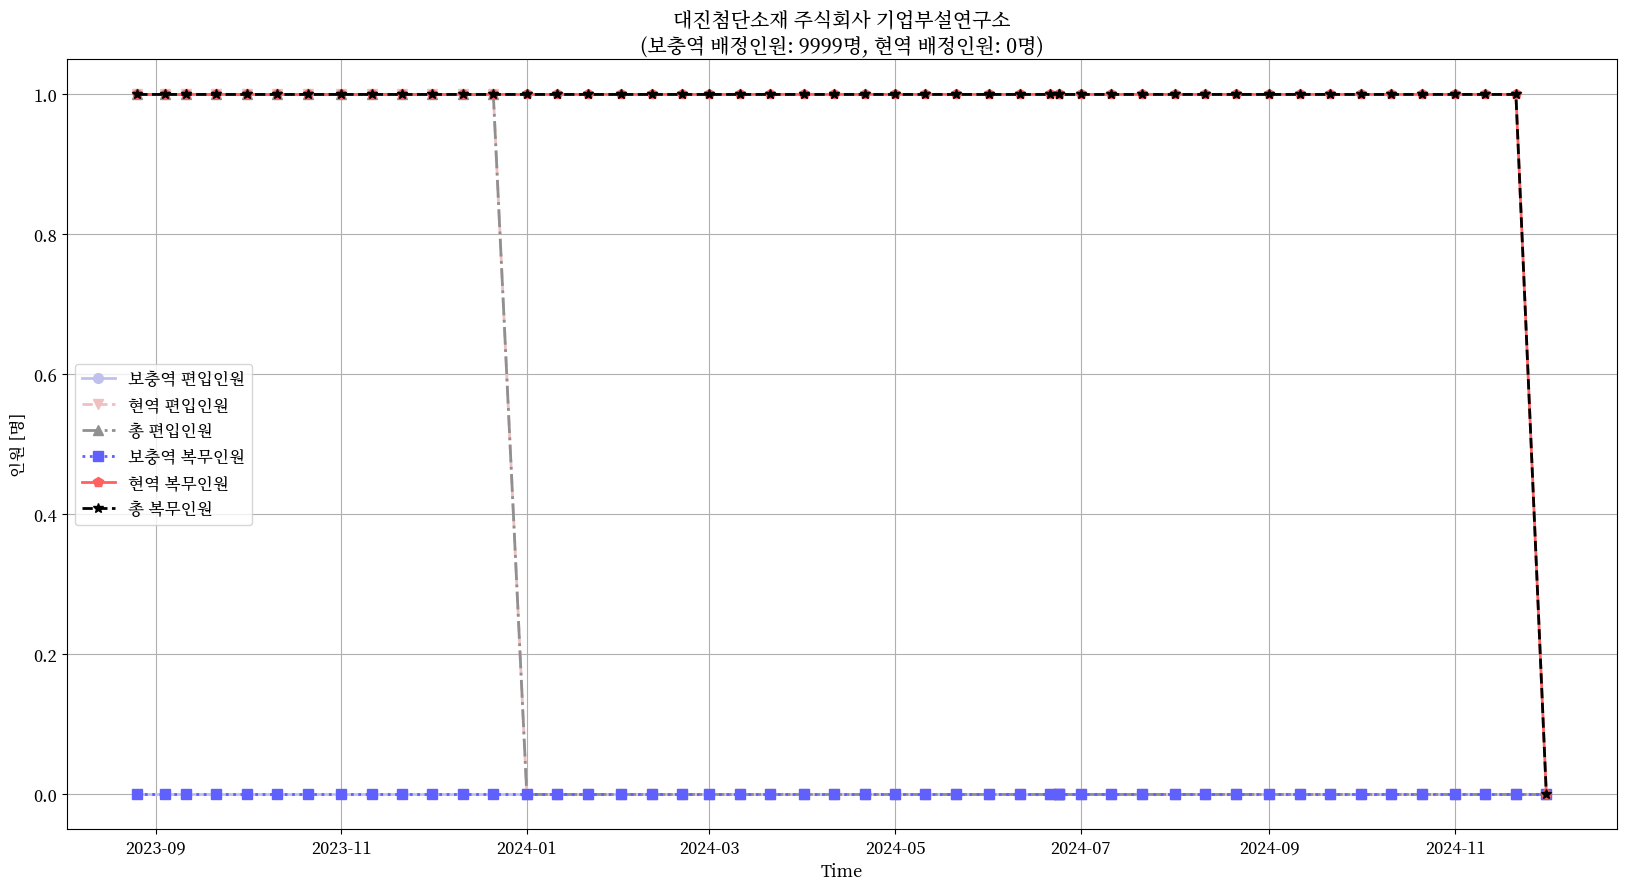 대진첨단소재 주식회사 기업부설연구소
(보충역 배정인원: 9999명, 현역 배정인원: 0명)
인원 [명]
1.0
0.8
0.6
0.4
0.2
0.0
보충역 편입인원
현역 편입인원
총 편입인원
보충역 복무인원
현역 복무인원
총 복무인원
2023-09
2023-11
2024-01
2024-03
2024-05
2024-07
2024-09
2024-11
Time